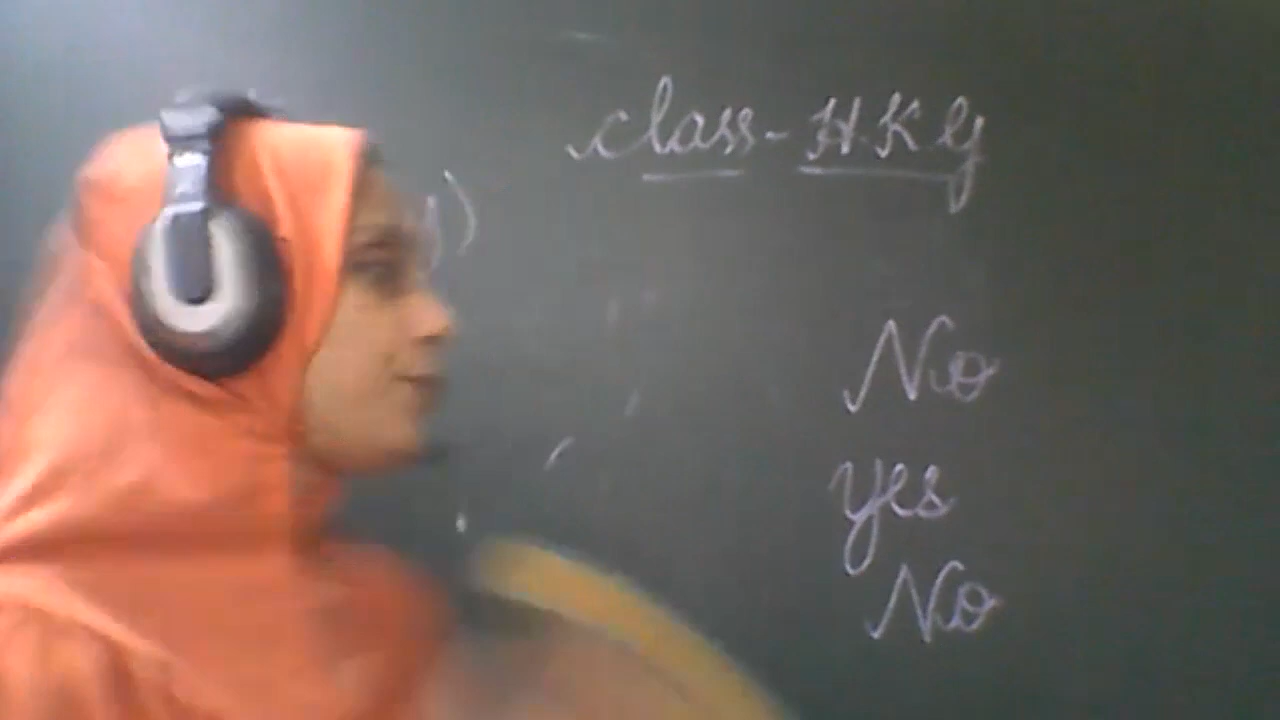 class - H.K.G
No
yes
No